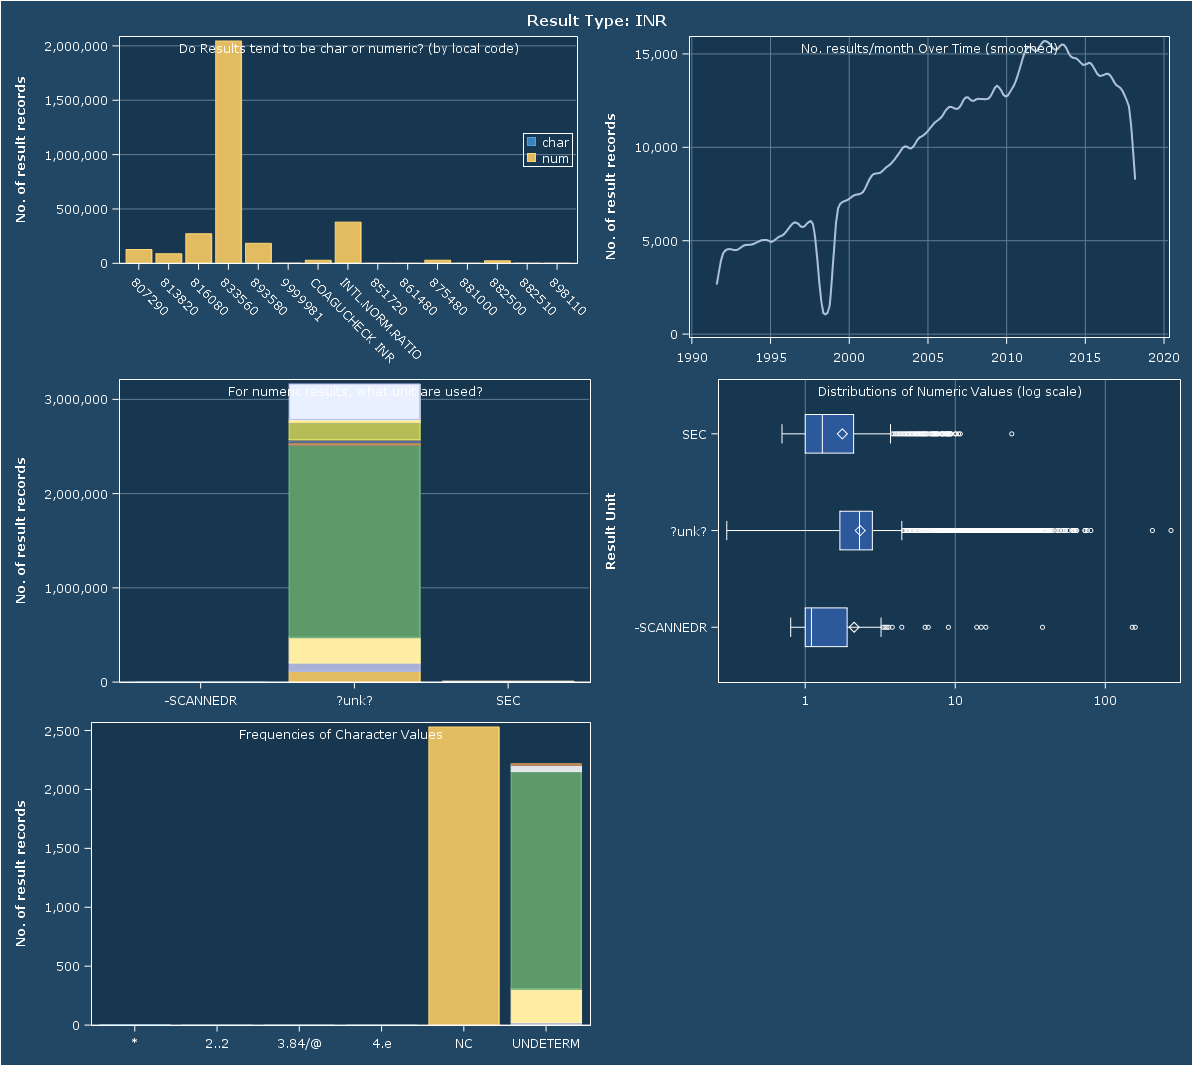 Result Type: INR
Do Results tend to be char or numeric? (by local code)
No. of result records
2,000,000
1,500,000
1,000,000
500,000
0
char
num
807290
813820
816080
833560
893580
9999981
COAGUCHECK INR
INTL.NORM.RATIO
851720
861480
875480
881000
882500
882510
898110
No. results/month Over Time (smoothed)
No. of result records
15,000
10,000
5,000
0
1990 1995 2000 2005 2010 2015 2020
For numeric results, what unit are used?
No. of result records
3,000,000
2,000,000
1,000,000
0
-SCANNEDR ?unk? SEC
Distributions of Numeric Values (log scale)
Result Unit
SEC
?unk?
-SCANNEDR
1 10 100
Frequencies of Character Values
No. of result records
2,500
2,000
1,500
1,000
500
0
* 2..2 3.84/@ 4.e NC UNDETERM